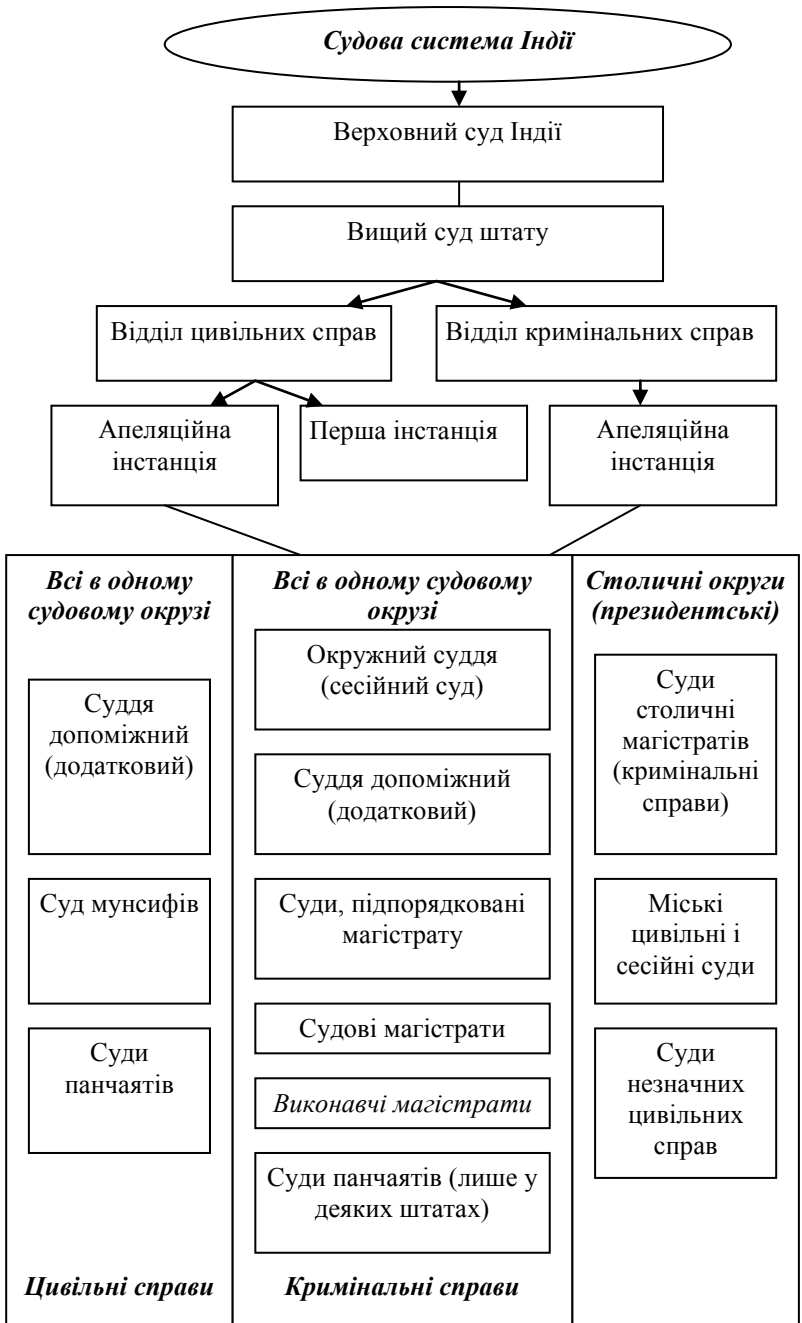 Судова система Індії
Верховний суд Індії
Вищий суд штату
Відділ цивільних справ
Відділ кримінальних справ
Апеляційна
інстанція
Перша інстанція
Апеляційна
інстанція
Всі в одному
судовому окрузі
Суддя
допоміжний
(додатковий)
Суд мунсифів
Суди
панчаятів
Цивільні справи
Всі в одному судовому
окрузі
Окружний суддя
(сесійний суд)
Суддя допоміжний
(додатковий)
Суди, підпорядковані
магістрату
Судові магістрати
Виконавчі магістрати
Суди панчаятів (лише у
деяких штатах)
Кримінальні справи
Столичні округи
(президентські)
Суди
столичні
магістратів
(кримінальні
справи)
Міські
цивільні і
сесійні суди
Суди
незначних
цивільних
справ